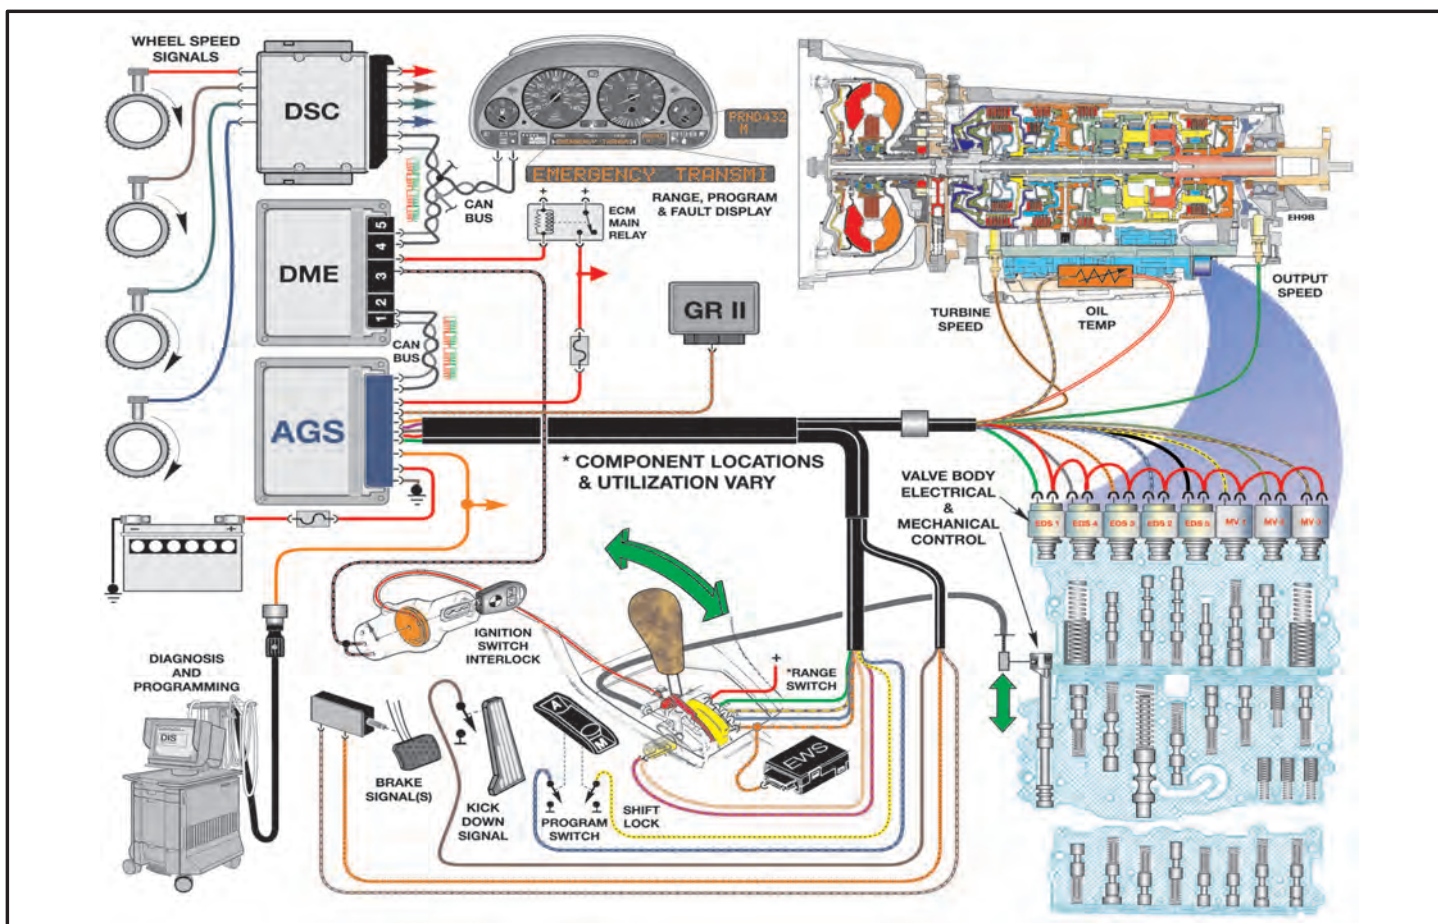 WHEEL SPEED
SIGNALS
DSC
PRND432
M
EMERGENCY TRANSMI
EMERGENCY TRANSMI
CAN
BUS
RANGE, PROGRAM
& FAULT DISPLAY
ECM
MAIN
RELAY
5
4
3
2
1
DME
CAN
BUS
GR II
EH9B
TURBINE
SPEED
OIL
TEMP
OUTPUT
SPEED
AGS
* COMPONENT LOCATIONS
& UTILIZATION VARY
VALVE BODY
ELECTRICAL
&
MECHANICAL
CONTROL
EDS 1
EDS 4
EDS 3
EDS 2
EDS 5
MV 1
MV 2
MV 3
IGNITION
SWITCH
INTERLOCK
*RANGE
SWITCH
DIAGNOSIS
AND
PROGRAMMING
DIS
BRAKE
SIGNAL(S)
KICK
DOWN
SIGNAL
A
M
PROGRAM
SWITCH
SHIFT
LOCK
EWS